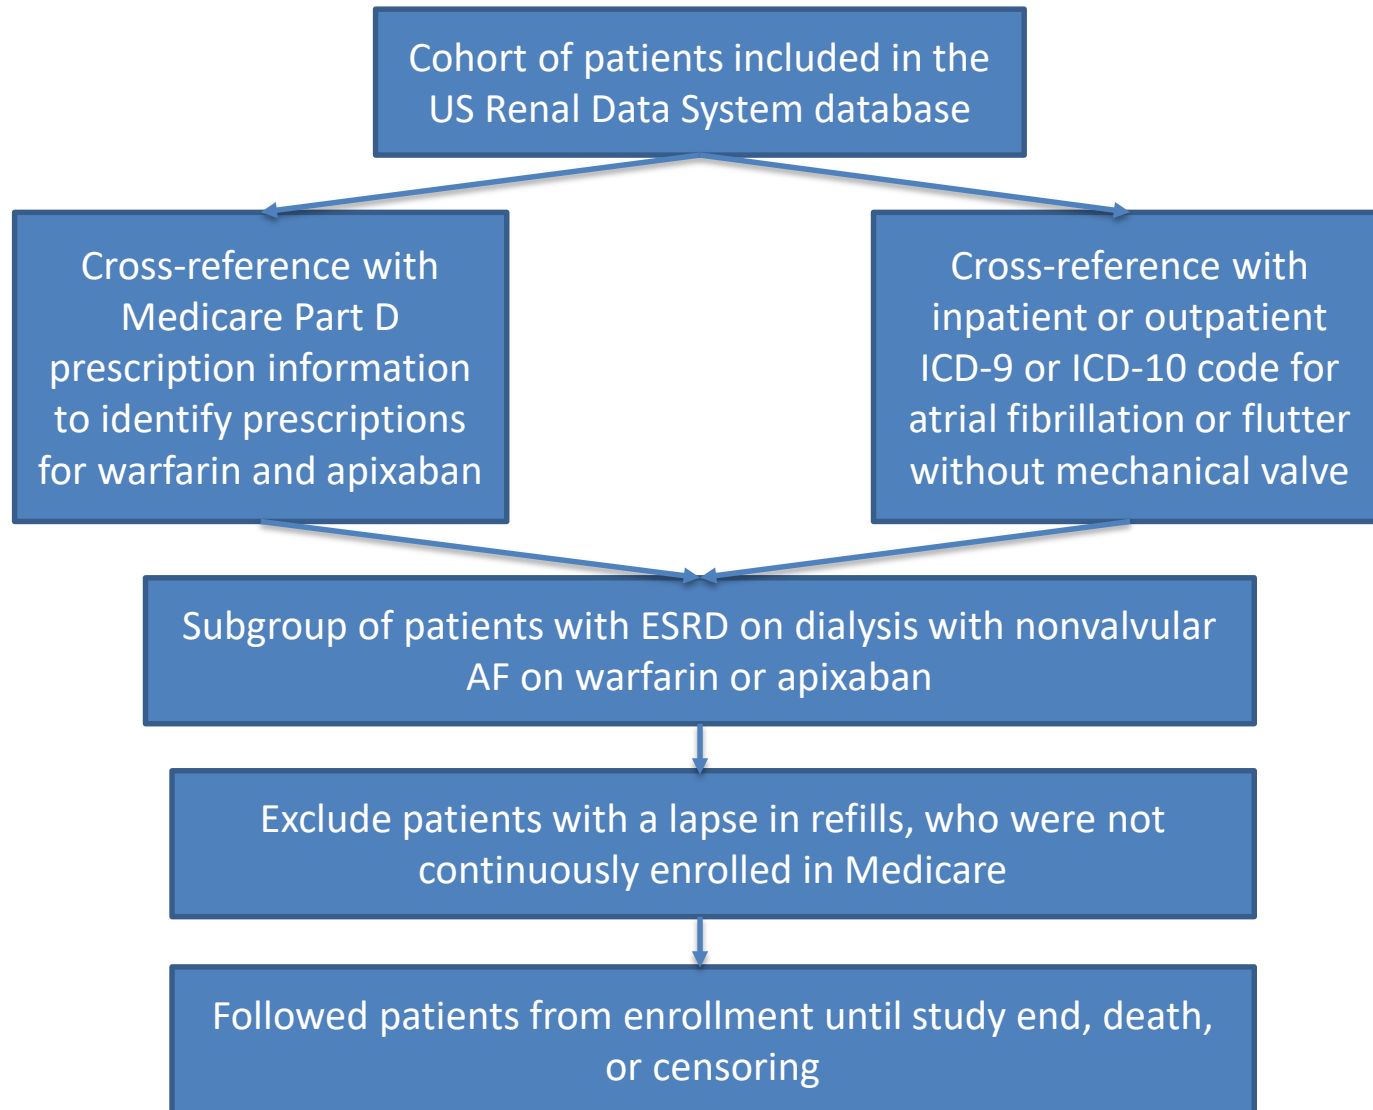 Cohort of patients included in the
US Renal Data System database
Cross-reference with
Medicare Part D
prescription information
to identify prescriptions
for warfarin and apixaban
Cross-reference with
inpatient or outpatient
ICD-9 or ICD-10 code for
atrial fibrillation or flutter
without mechanical valve
Subgroup of patients with ESRD on dialysis with nonvalvular
AF on warfarin or apixaban
Exclude patients with a lapse in refills, who were not
continuously enrolled in Medicare
Followed patients from enrollment until study end, death,
or censoring